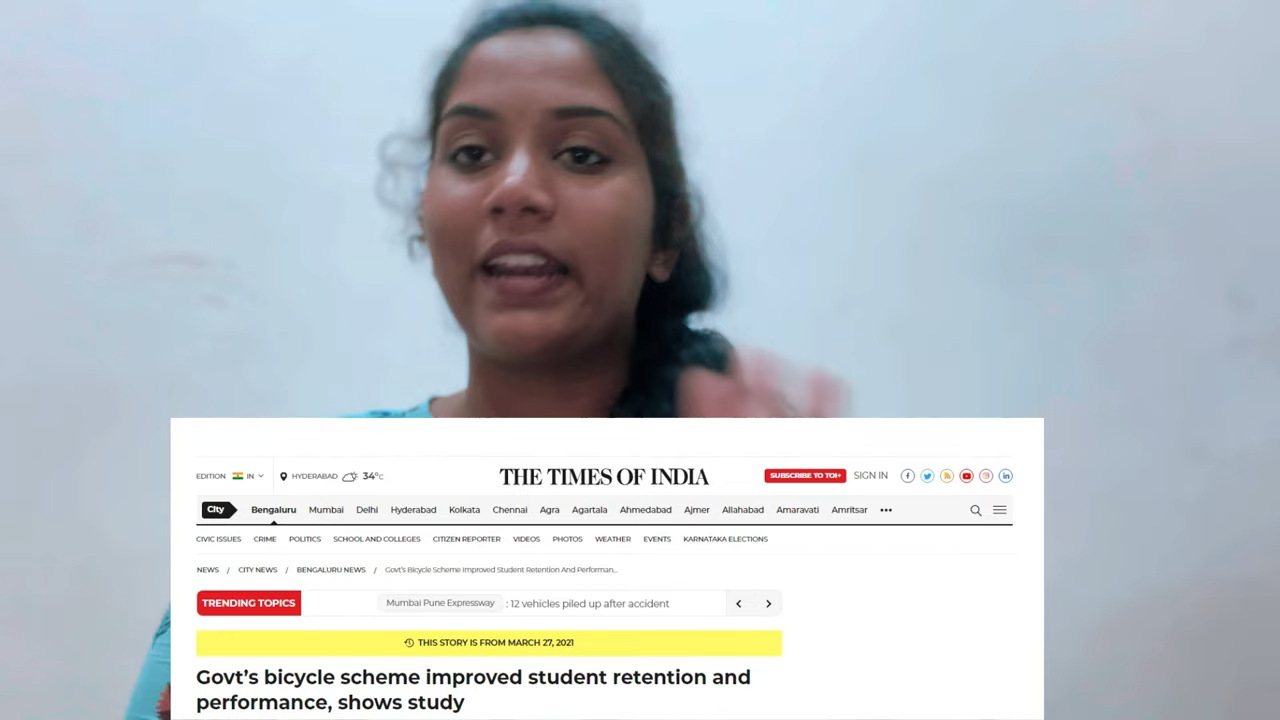 EDITION IN HYDERABAD 34°C THE TIMES OF INDIA SUBSCRIBE TO TOI+ SIGN IN
City Bengaluru Mumbai Delhi Hyderabad Kolkata Chennai Agra Agartala Ahmedabad Ajmer Allahabad Amaravati Amritsar •••
CIVIC ISSUES CRIME POLITICS SCHOOL AND COLLEGES CITIZEN REPORTER VIDEOS PHOTOS WEATHER EVENTS KARNATAKA ELECTIONS
NEWS / CITY NEWS / BENGALURU NEWS / Govt's Bicycle Scheme Improved Student Retention And Performan...
TRENDING TOPICS Mumbai Pune Expressway : 12 vehicles piled up after accident
THIS STORY IS FROM MARCH 27, 2021
Govt's bicycle scheme improved student retention and
performance, shows study